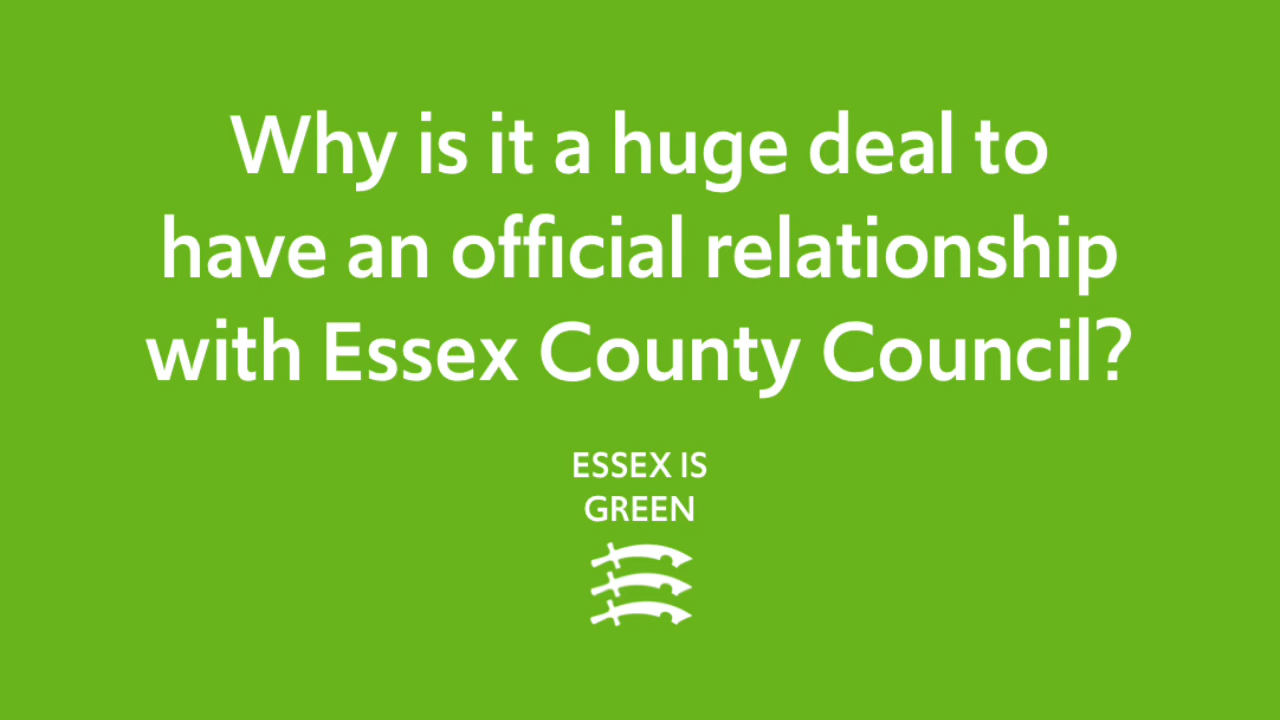 Why is it a huge deal to
have an official relationship
with Essex County Council?
ESSEX IS
GREEN